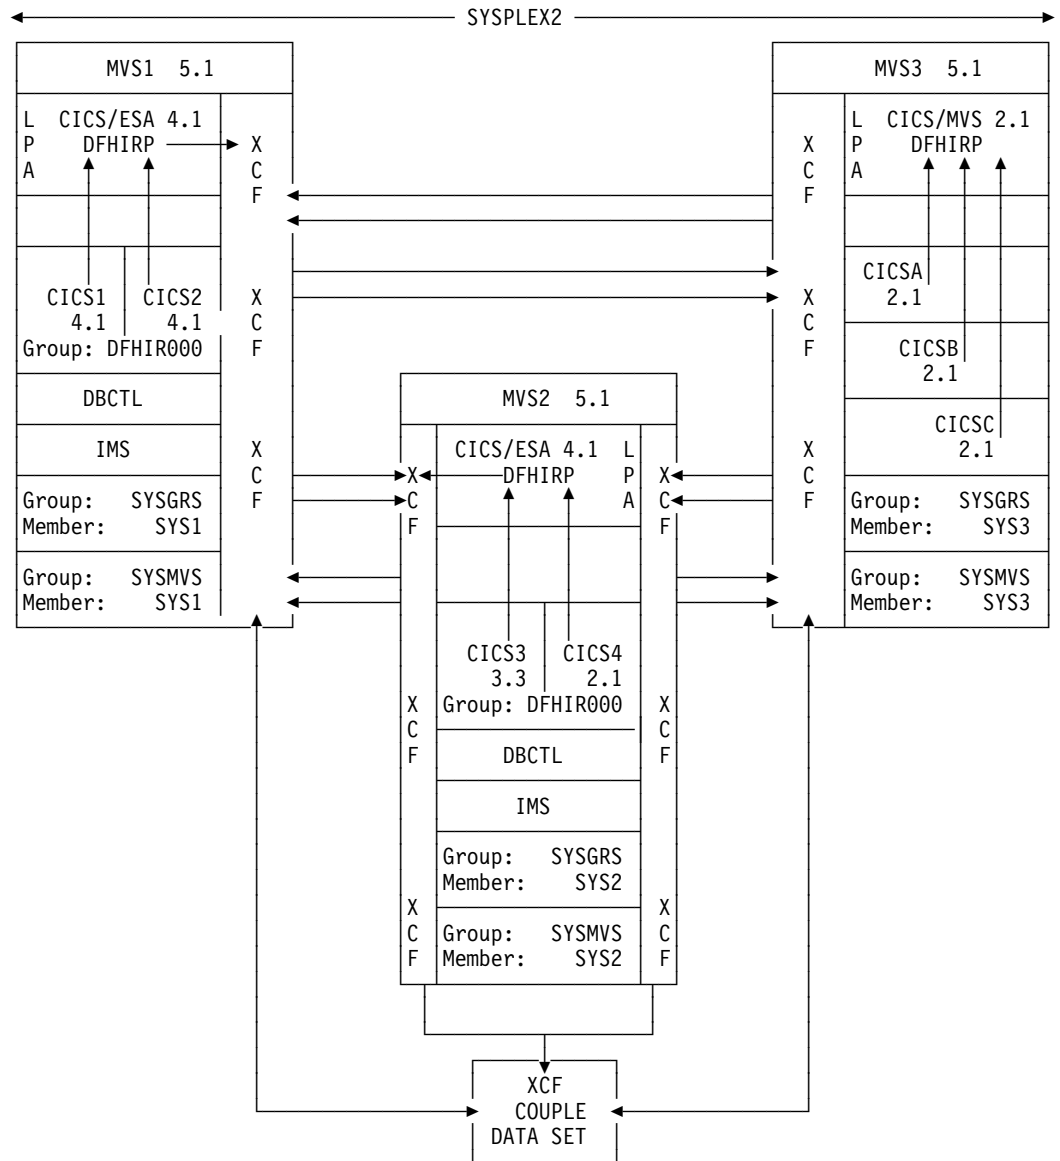 SYSPLEX2
MVS1 5.1
L CICS/ESA 4.1
P DFHIRP X
A C
F
CICS1 CICS2 X
4.1 4.1 C
Group: DFHIR000 F
DBCTL
IMS X
C
Group: SYSGRS F
Member: SYS1
Group: SYSMVS
Member: SYS1
MVS2 5.1
CICS/ESA 4.1 L
X DFHIRP P X
C A C
F F
CICS3 CICS4
3.3 2.1
X Group: DFHIR000 X
C C
F DBCTL F
IMS
Group: SYSGRS
Member: SYS2
X X
C Group: SYSMVS C
F Member: SYS2 F
MVS3 5.1
L CICS/MVS 2.1
X P DFHIRP
C A
F
CICSA
X 2.1
C
F CICSB
2.1
CICSC
X 2.1
C
F Group: SYSGRS
Member: SYS3
Group: SYSMVS
Member: SYS3
XCF
COUPLE
DATA SET